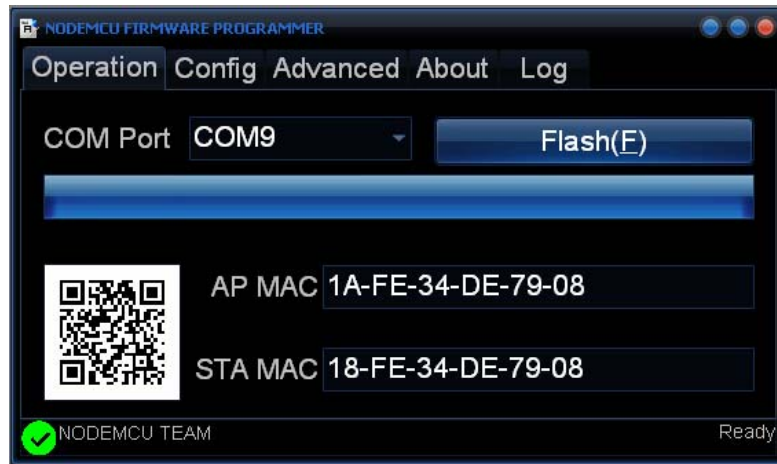 NODEMCU FIRMWARE PROGRAMMER
Operation Config Advanced About Log
COM Port COM9 Flash(F)
AP MAC 1A-FE-34-DE-79-08
STA MAC 18-FE-34-DE-79-08
NODEMCU TEAM Ready